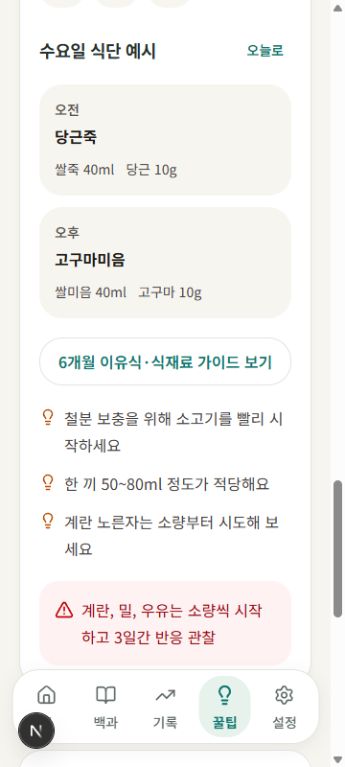 수요일 식단 예시
오늘로
오전
당근죽
쌀죽 40ml 당근 10g
오후
고구마미음
쌀미음 40ml 고구마 10g
6개월 이유식·식재료 가이드 보기
철분 보충을 위해 소고기를 빨리 시
작하세요
한 끼 50~80ml 정도가 적당해요
계란 노른자는 소량부터 시도해 보
세요
계란, 밀, 우유는 소량씩 시작
하고 3일간 반응 관찰
백과
기록
꿀팁
설정
N